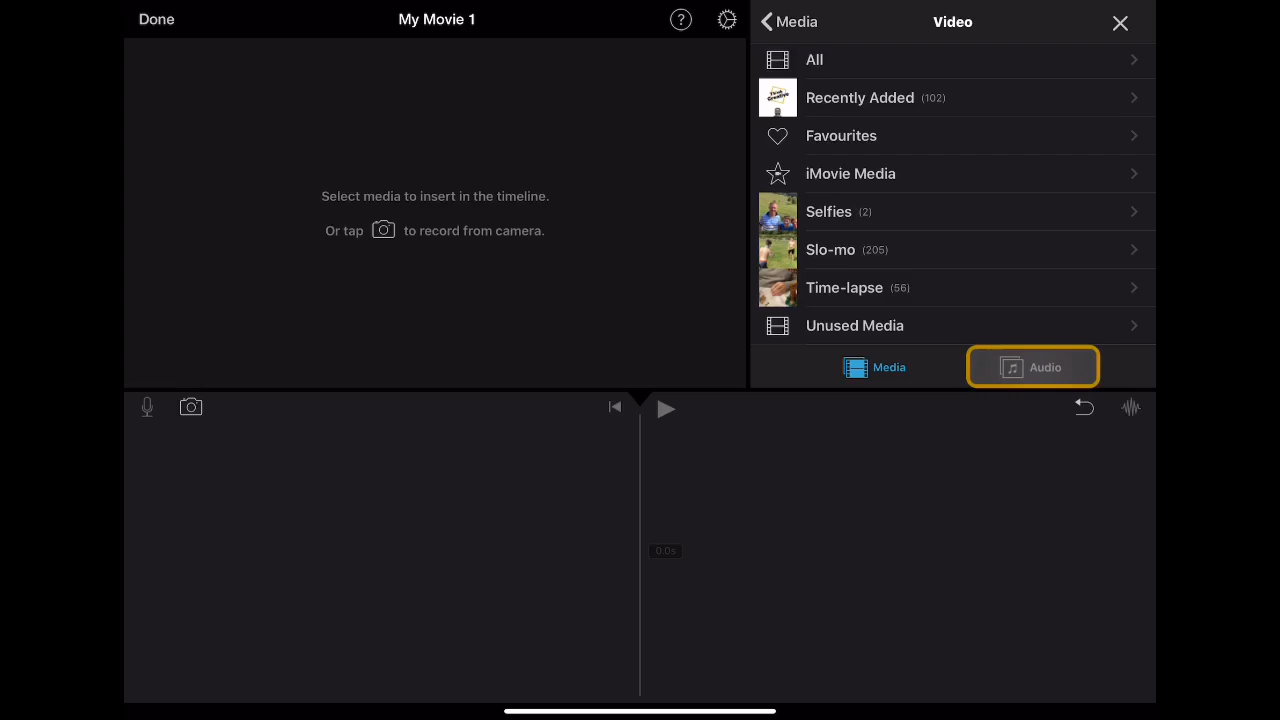 Done
My Movie 1
?
Select media to insert in the timeline.
Or tap to record from camera.
Media
Video
All
Think Creative
Recently Added (102)
Favourites
iMovie Media
Selfies (2)
Slo-mo (205)
Time-lapse (56)
Unused Media
Media
Audio
0.0s